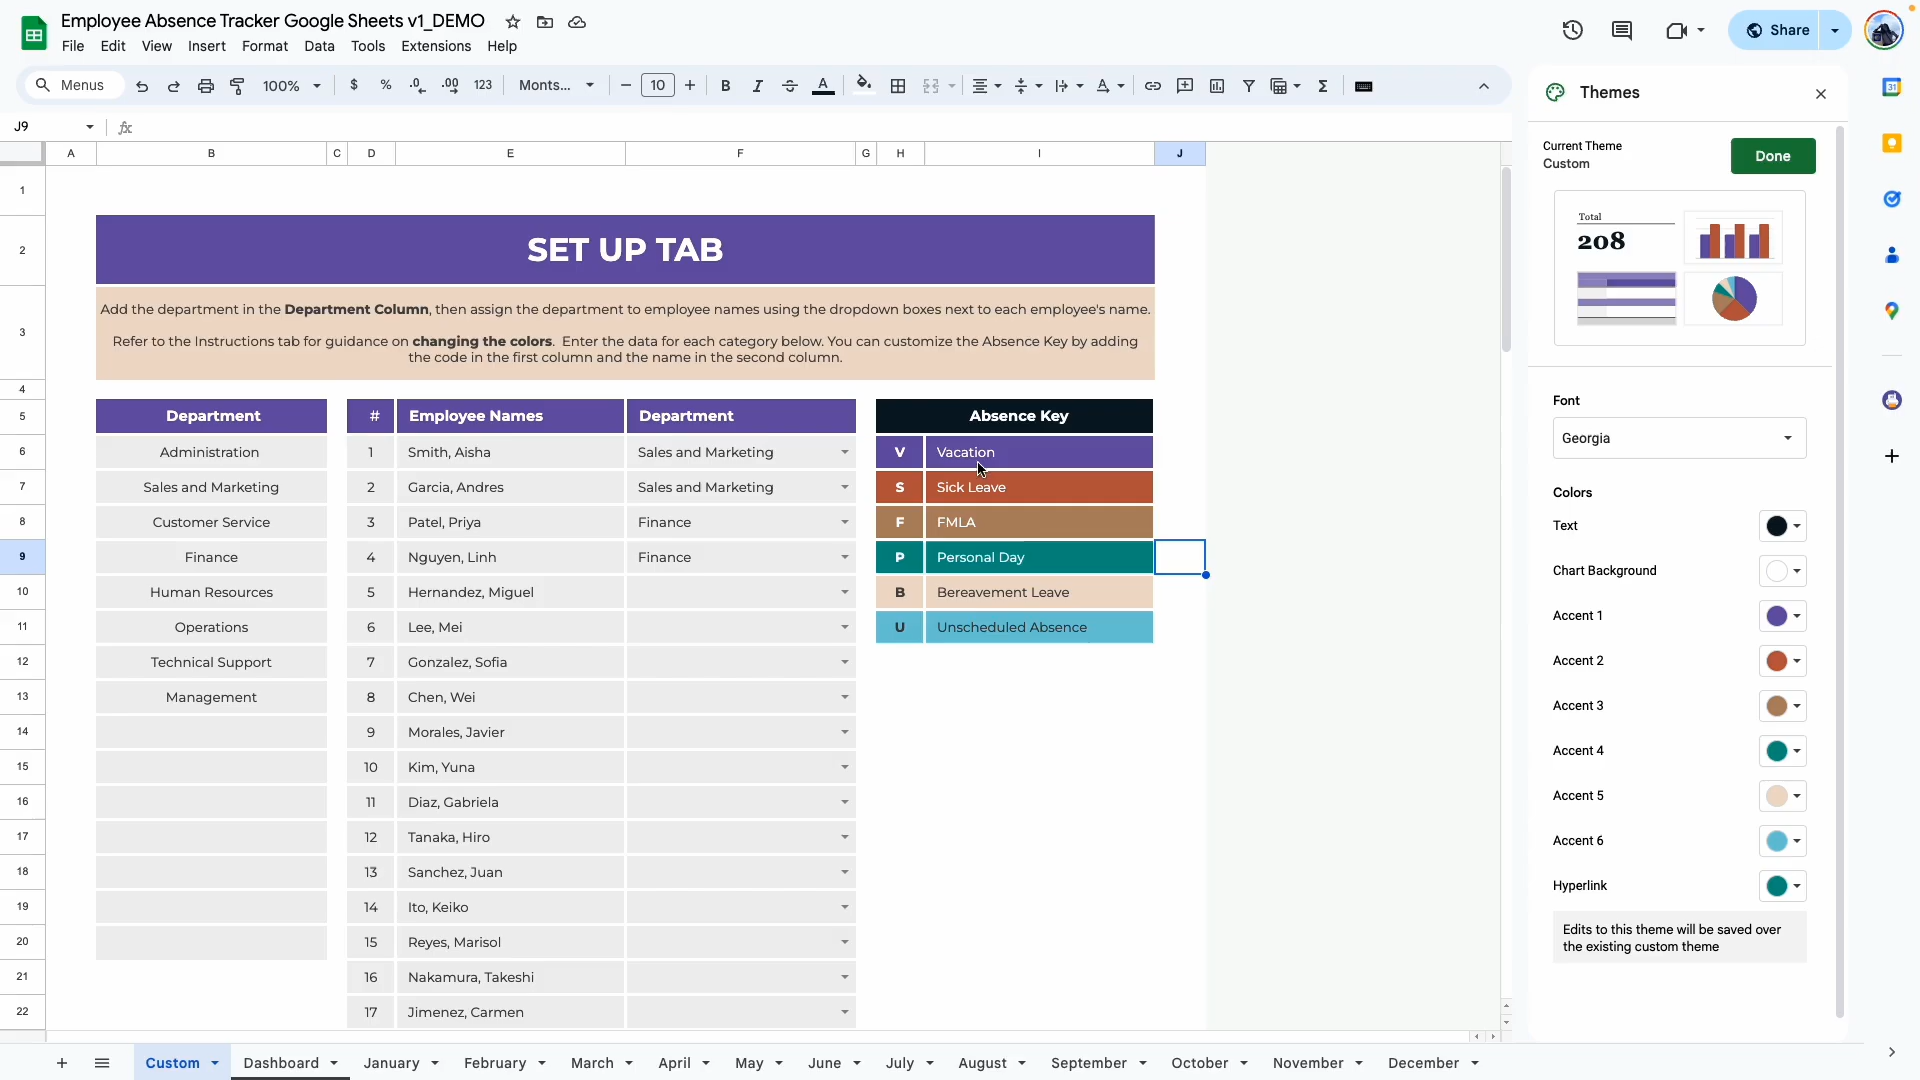 Employee Absence Tracker Google Sheets v1_DEMO
File Edit View Insert Format Data Tools Extensions Help
Share
Menus 100% $ % .0 .00 123 Monts... 10 B I A
J9
fx
A B C D E F G H I J
1
2 SET UP TAB
3
Add the department in the Department Column, then assign the department to employee names using the dropdown boxes next to each employee's name.
Refer to the Instructions tab for guidance on changing the colors. Enter the data for each category below. You can customize the Absence Key by adding
the code in the first column and the name in the second column.
4
5 Department # Employee Names Department Absence Key
6 Administration 1 Smith, Aisha Sales and Marketing V Vacation
7 Sales and Marketing 2 Garcia, Andres Sales and Marketing S Sick Leave
8 Customer Service 3 Patel, Priya Finance F FMLA
9 Finance 4 Nguyen, Linh Finance P Personal Day
10 Human Resources 5 Hernandez, Miguel B Bereavement Leave
11 Operations 6 Lee, Mei U Unscheduled Absence
12 Technical Support 7 Gonzalez, Sofia
13 Management 8 Chen, Wei
14 9 Morales, Javier
15 10 Kim, Yuna
16 11 Diaz, Gabriela
17 12 Tanaka, Hiro
18 13 Sanchez, Juan
19 14 Ito, Keiko
20 15 Reyes, Marisol
21 16 Nakamura, Takeshi
22 17 Jimenez, Carmen
Custom Dashboard January February March April May June July August September October November December
Themes
Current Theme
Custom
Done
Total
208
Font
Georgia
Colors
Text
Chart Background
Accent 1
Accent 2
Accent 3
Accent 4
Accent 5
Accent 6
Hyperlink
Edits to this theme will be saved over
the existing custom theme
31